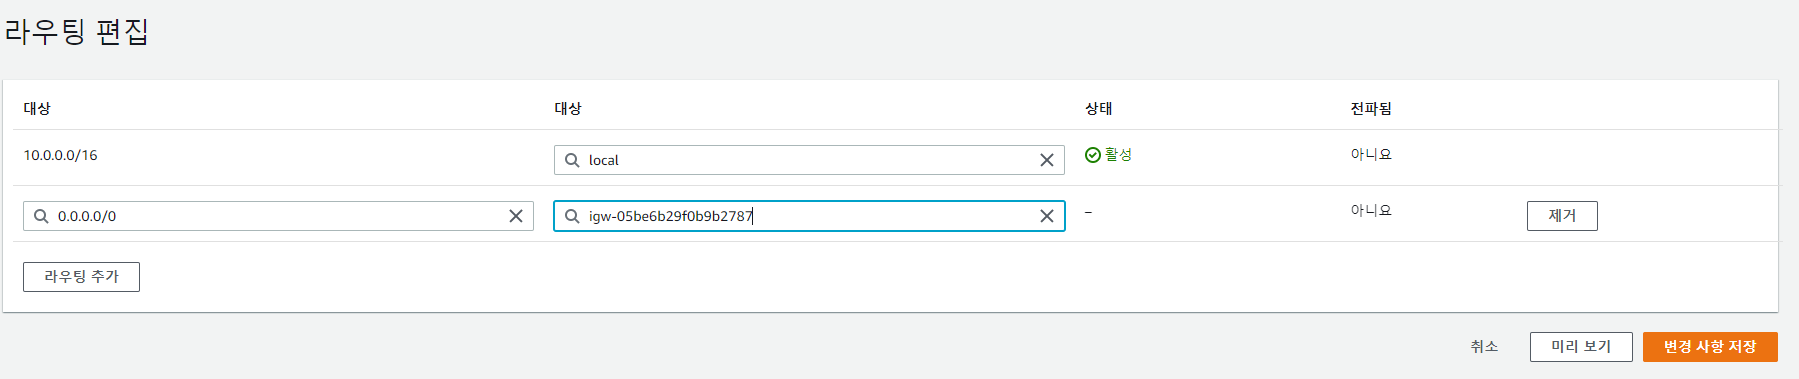 라우팅 편집
대상 대상 상태 전파됨
10.0.0.0/16 local 활성 아니요
0.0.0.0/0 igw-05be6b29f0b9b2787 – 아니요 제거
라우팅 추가
취소 미리 보기 변경 사항 저장